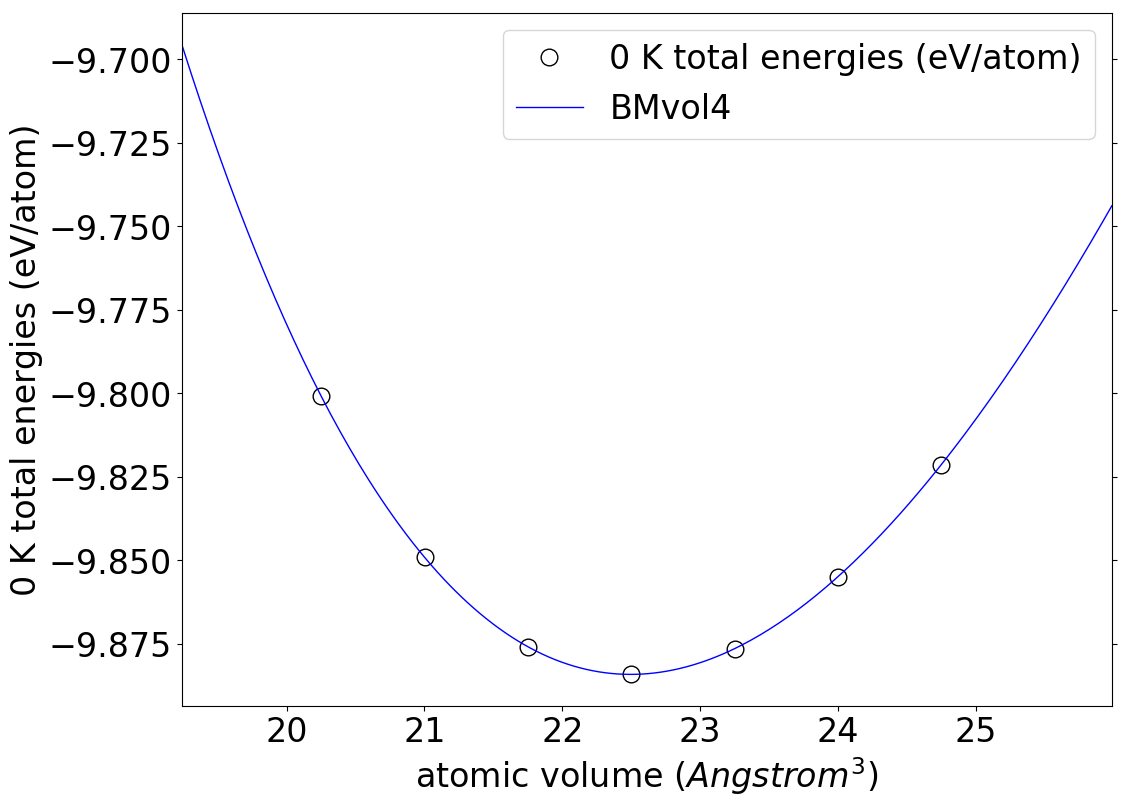 0 K total energies (eV/atom)
BMvol4
0 K total energies (eV/atom)
−9.700
−9.725
−9.750
−9.775
−9.800
−9.825
−9.850
−9.875
20 21 22 23 24 25
atomic volume (Angstrom³)